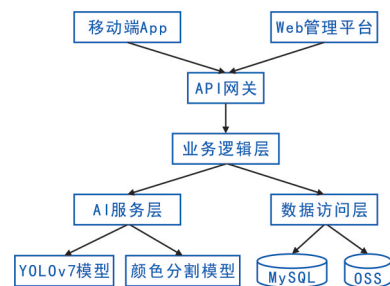 移动端App
Web管理平台
API网关
业务逻辑层
AI服务层
数据访问层
YOLOv7模型
颜色分割模型
MySQL
OSS